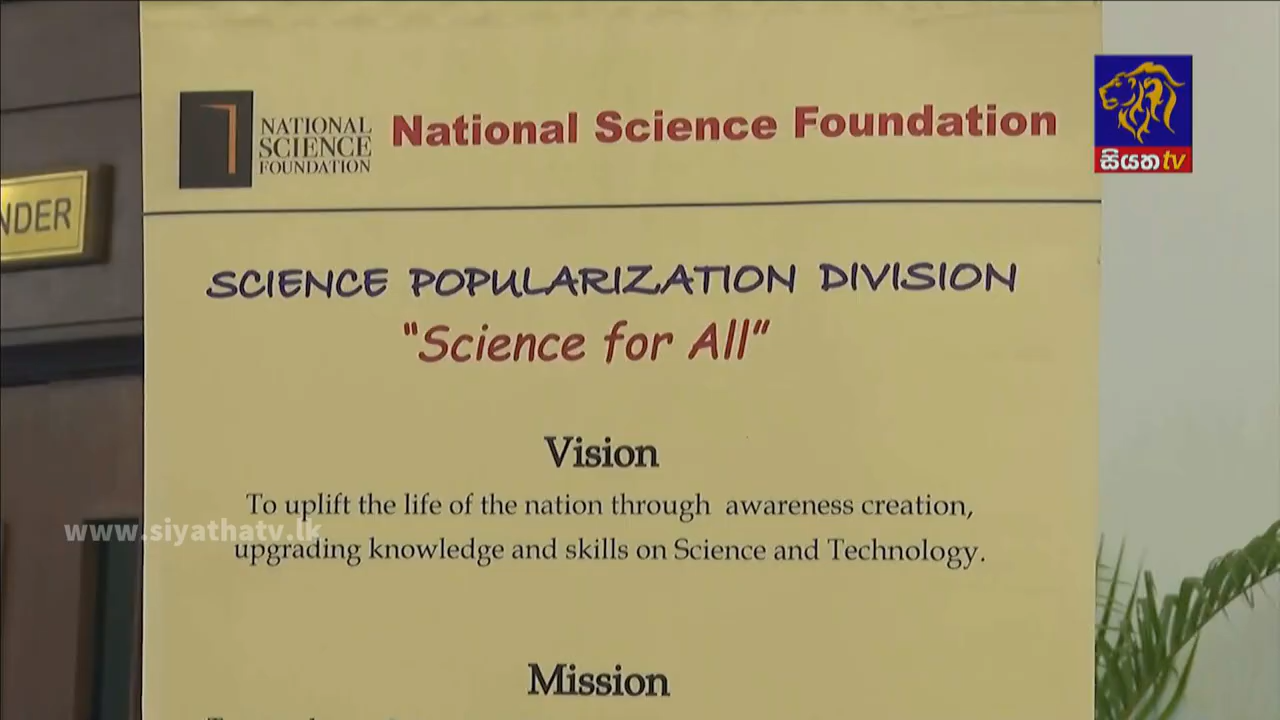 NATIONAL
SCIENCE
FOUNDATION
National Science Foundation
සියත tv
NDER
SCIENCE POPULARIZATION DIVISION
"Science for All"
Vision
To uplift the life of the nation through awareness creation,
www.siyathatv.lk
upgrading knowledge and skills on Science and Technology.
Mission